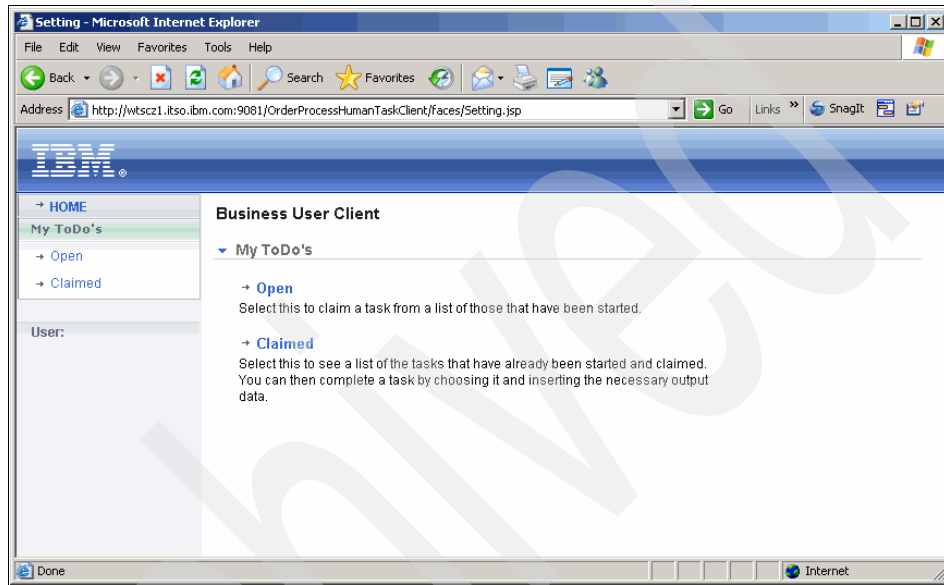 Setting - Microsoft Internet Explorer
File Edit View Favorites Tools Help
Back Search Favorites
Address http://wtscz1.itso.ibm.com:9081/OrderProcessHumanTaskClient/faces/Setting.jsp Go Links » SnagIt
IBM®
HOME
My ToDo's
Open
Claimed
User:
Business User Client
My ToDo's
Open
Select this to claim a task from a list of those that have been started.
Claimed
Select this to see a list of the tasks that have already been started and claimed.
You can then complete a task by choosing it and inserting the necessary output
data.
Done Internet